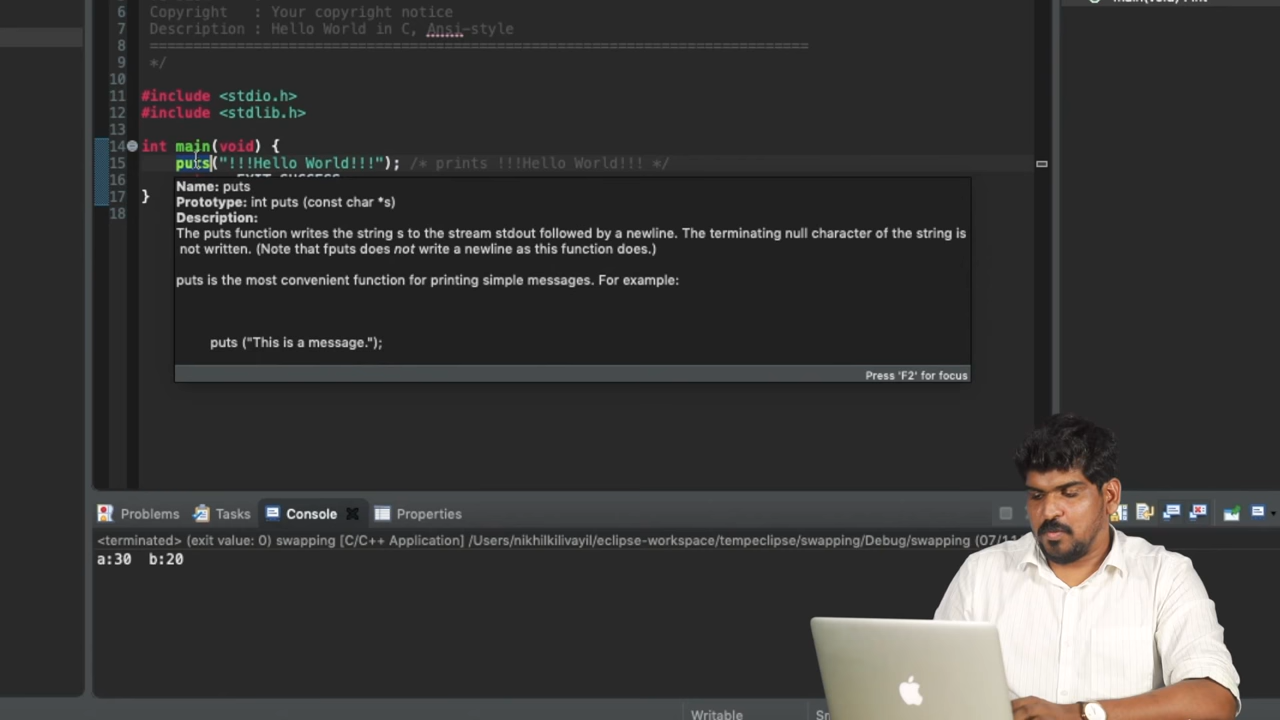 6 Copyright : Your copyright notice
7 Description : Hello World in C, Ansi-style
8 ============================================================================
9 */
10
11 #include <stdio.h>
12 #include <stdlib.h>
13
14 int main(void) {
15 puts("!!!Hello World!!!"); /* prints !!!Hello World!!! */
16 EXIT_SUCCESS
17 }
18
Name: puts
Prototype: int puts (const char *s)
Description:
The puts function writes the string s to the stream stdout followed by a newline. The terminating null character of the string is
not written. (Note that fputs does not write a newline as this function does.)
puts is the most convenient function for printing simple messages. For example:
puts ("This is a message.");
Press 'F2' for focus
Problems Tasks Console Properties
<terminated> (exit value: 0) swapping [C/C++ Application] /Users/nikhilkilivayil/eclipse-workspace/tempeclipse/swapping/Debug/swapping (07/11
a:30 b:20
Writable